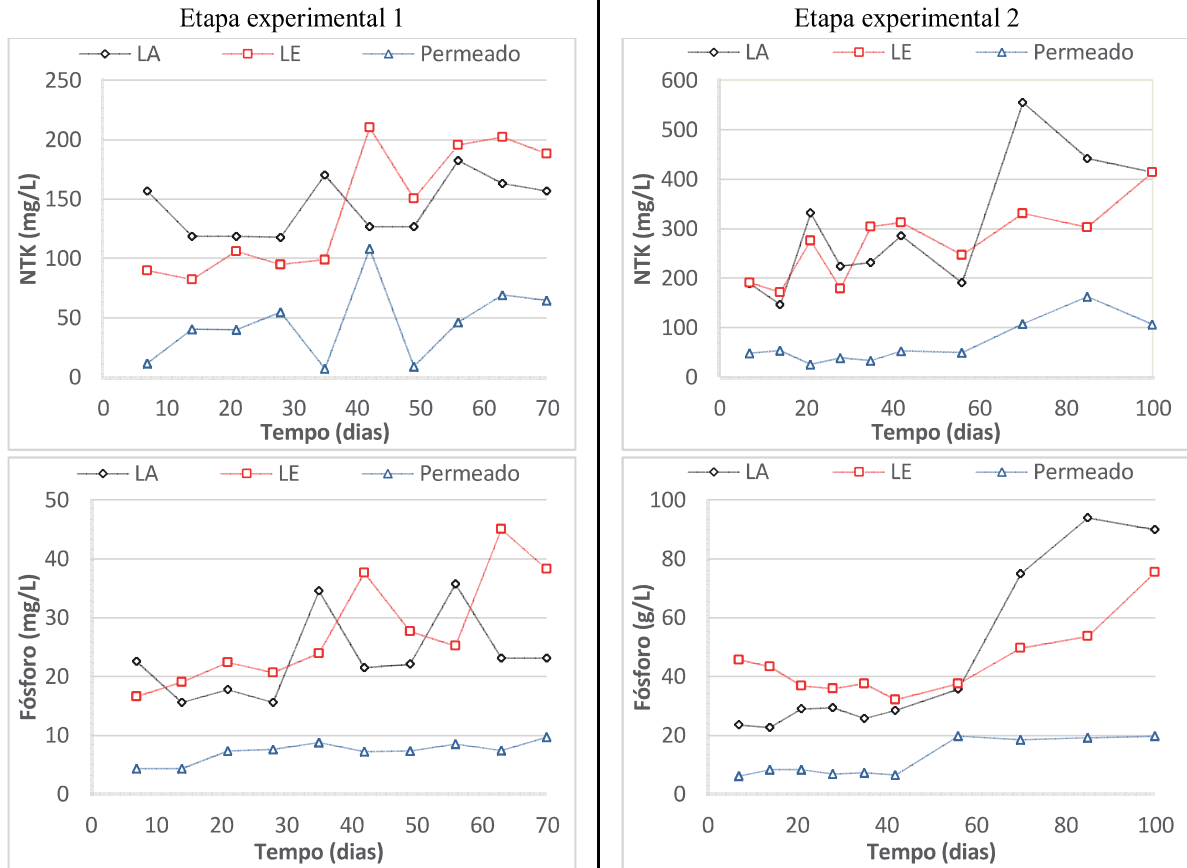 Etapa experimental 1
LA LE Permeado
250
200
150
100
50
0
NTK (mg/L)
0 10 20 30 40 50 60 70
Tempo (dias)
Etapa experimental 2
LA LE Permeado
600
500
400
300
200
100
0
NTK (mg/L)
0 20 40 60 80 100
Tempo (dias)
LA LE Permeado
50
40
30
20
10
0
Fósforo (mg/L)
0 10 20 30 40 50 60 70
Tempo (dias)
LA LE Permeado
100
80
60
40
20
0
Fósforo (g/L)
0 20 40 60 80 100
Tempo (dias)